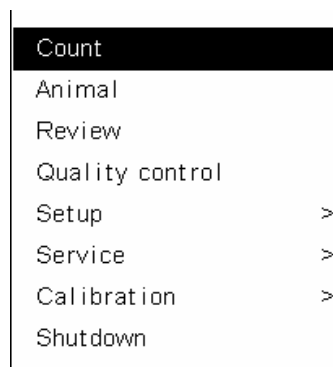 Count
Animal
Review
Quality control
Setup >
Service >
Calibration >
Shutdown